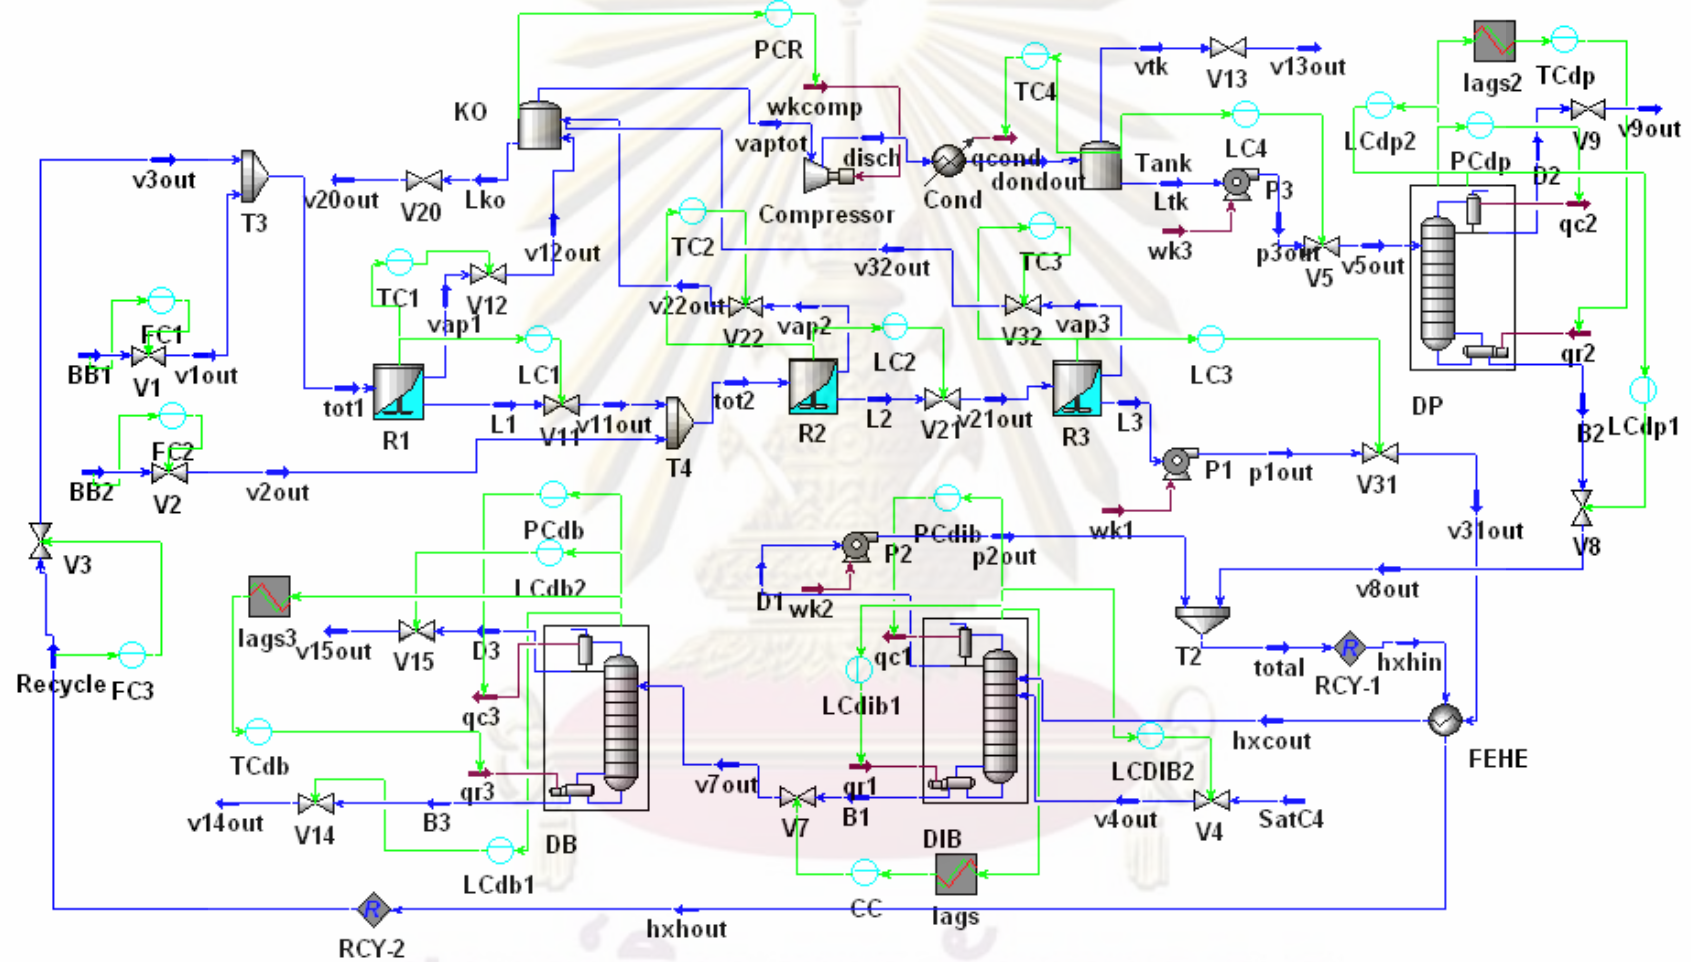 PCR
wkcomp
KO
vaptot
disch
Compressor
qcond
dondout
Cond
TC4
vtk
V13
v13out
LC4
Tank
Ltk
P3
wk3
p3out
V5
v5out
lags2
TCdp
LCdp2
PCdp
V9
v9out
D2
qc2
qr2
DP
B2
LCdp1
V8
v8out
v3out
T3
v20out
V20
Lko
v12out
TC1
V12
vap1
TC2
v22out
V22
vap2
v32out
TC3
V32
vap3
FC1
BB1
V1
v1out
LC1
tot1
R1
L1
V11
v11out
FC2
BB2
V2
v2out
T4
tot2
LC2
R2
L2
V21
v21out
R3
L3
LC3
P1
p1out
wk1
V31
v31out
V3
Recycle
FC3
PCdb
LCdb2
lags3
v15out
V15
D3
qc3
TCdb
qr3
v14out
V14
B3
DB
LCdb1
PCdib
P2
p2out
D1
wk2
qc1
LCdib1
qr1
v7out
V7
B1
DIB
CC
lags
LCDIB2
v4out
V4
SatC4
T2
total
RCY-1
hxhin
hxcout
FEHE
hxhout
RCY-2
R
R